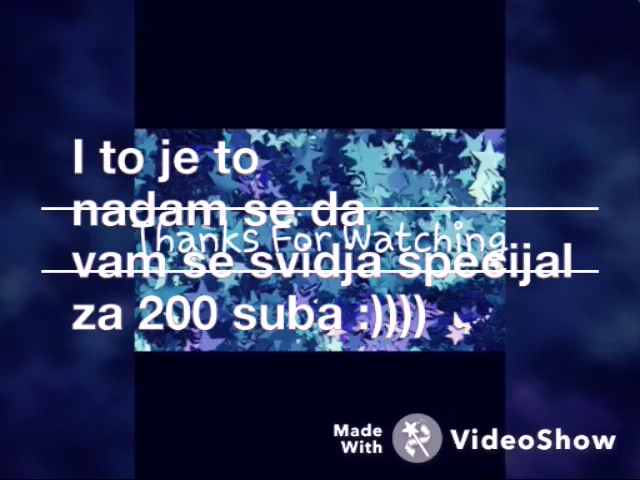 I to je to
nadam se da
Thanks For Watching
vam se svidja specijal
za 200 suba :))))
Made
With
VideoShow